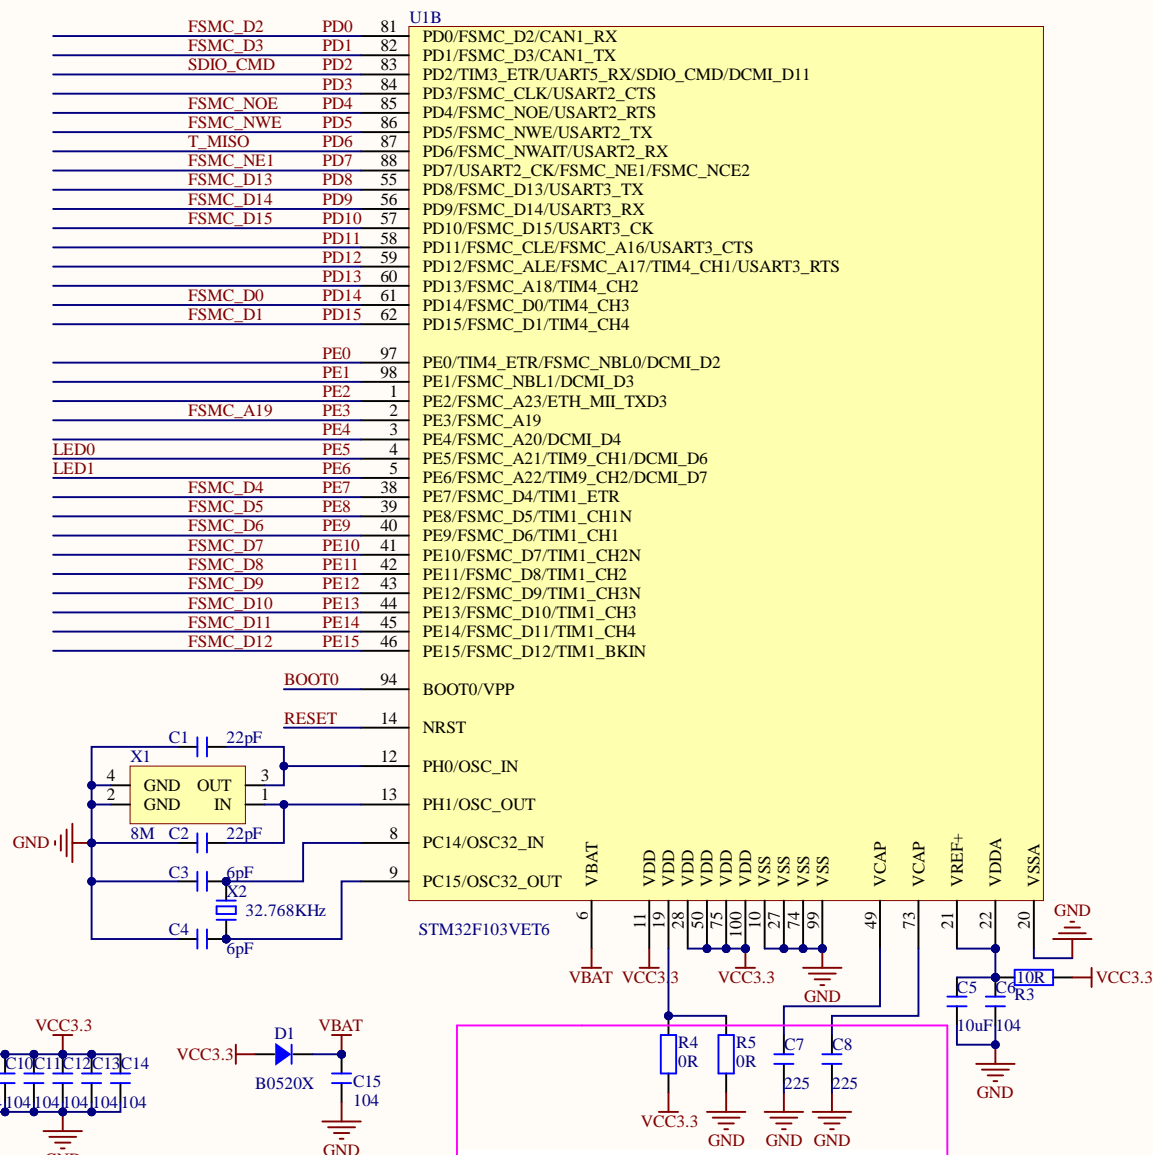 U1B
FSMC_D2 PD0 81 PD0/FSMC_D2/CAN1_RX
FSMC_D3 PD1 82 PD1/FSMC_D3/CAN1_TX
SDIO_CMD PD2 83 PD2/TIM3_ETR/UART5_RX/SDIO_CMD/DCMI_D11
PD3 84 PD3/FSMC_CLK/USART2_CTS
FSMC_NOE PD4 85 PD4/FSMC_NOE/USART2_RTS
FSMC_NWE PD5 86 PD5/FSMC_NWE/USART2_TX
T_MISO PD6 87 PD6/FSMC_NWAIT/USART2_RX
FSMC_NE1 PD7 88 PD7/USART2_CK/FSMC_NE1/FSMC_NCE2
FSMC_D13 PD8 55 PD8/FSMC_D13/USART3_TX
FSMC_D14 PD9 56 PD9/FSMC_D14/USART3_RX
FSMC_D15 PD10 57 PD10/FSMC_D15/USART3_CK
PD11 58 PD11/FSMC_CLE/FSMC_A16/USART3_CTS
PD12 59 PD12/FSMC_ALE/FSMC_A17/TIM4_CH1/USART3_RTS
PD13 60 PD13/FSMC_A18/TIM4_CH2
FSMC_D0 PD14 61 PD14/FSMC_D0/TIM4_CH3
FSMC_D1 PD15 62 PD15/FSMC_D1/TIM4_CH4
PE0 97 PE0/TIM4_ETR/FSMC_NBL0/DCMI_D2
PE1 98 PE1/FSMC_NBL1/DCMI_D3
PE2 1 PE2/FSMC_A23/ETH_MII_TXD3
FSMC_A19 PE3 2 PE3/FSMC_A19
PE4 3 PE4/FSMC_A20/DCMI_D4
LED0 PE5 4 PE5/FSMC_A21/TIM9_CH1/DCMI_D6
LED1 PE6 5 PE6/FSMC_A22/TIM9_CH2/DCMI_D7
FSMC_D4 PE7 38 PE7/FSMC_D4/TIM1_ETR
FSMC_D5 PE8 39 PE8/FSMC_D5/TIM1_CH1N
FSMC_D6 PE9 40 PE9/FSMC_D6/TIM1_CH1
FSMC_D7 PE10 41 PE10/FSMC_D7/TIM1_CH2N
FSMC_D8 PE11 42 PE11/FSMC_D8/TIM1_CH2
FSMC_D9 PE12 43 PE12/FSMC_D9/TIM1_CH3N
FSMC_D10 PE13 44 PE13/FSMC_D10/TIM1_CH3
FSMC_D11 PE14 45 PE14/FSMC_D11/TIM1_CH4
FSMC_D12 PE15 46 PE15/FSMC_D12/TIM1_BKIN
BOOT0 94 BOOT0/VPP
RESET 14 NRST
C1 22pF
X1 12 PH0/OSC_IN
4 GND OUT 3
2 GND IN 1 13 PH1/OSC_OUT
GND 8M C2 22pF 8 PC14/OSC32_IN
C3 6pF 9 PC15/OSC32_OUT
X2
32.768KHz
C4 6pF
VBAT VDD VDD VDD VDD VDD VDD VSS VSS VSS VSS VCAP VCAP VREF+ VDDA VSSA
STM32F103VET6
6 11 19 28 50 75 100 10 27 74 99 49 73 21 22 20
GND
VBAT VCC3.3 VCC3.3 GND
C5 C6 10R R3 VCC3.3
10uF 104
GND
VCC3.3
C10 C11 C12 C13 C14
104 104 104 104
GND
VCC3.3 D1 VBAT
B0520X
C15
104
GND
R4 R5 C7 C8
0R 0R 225 225
VCC3.3 GND GND GND